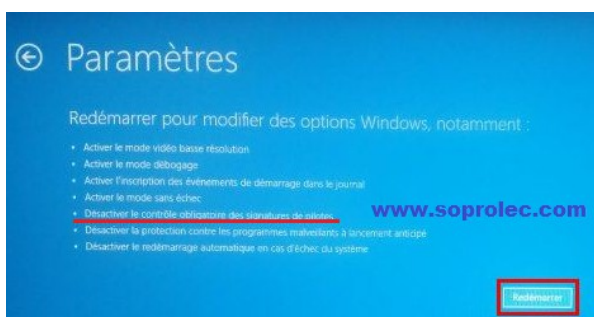 Paramètres
Redémarrer pour modifier des options Windows, notamment :
• Activer le mode vidéo basse résolution
• Activer le mode débogage
• Activer l'inscription des événements de démarrage dans le journal
• Activer le mode sans échec
• Désactiver le contrôle obligatoire des signatures de pilotes
www.soprolec.com
• Désactiver la protection contre les programmes malveillants à lancement anticipé
• Désactiver le redémarrage automatique en cas d'échec du système
Redémarrer